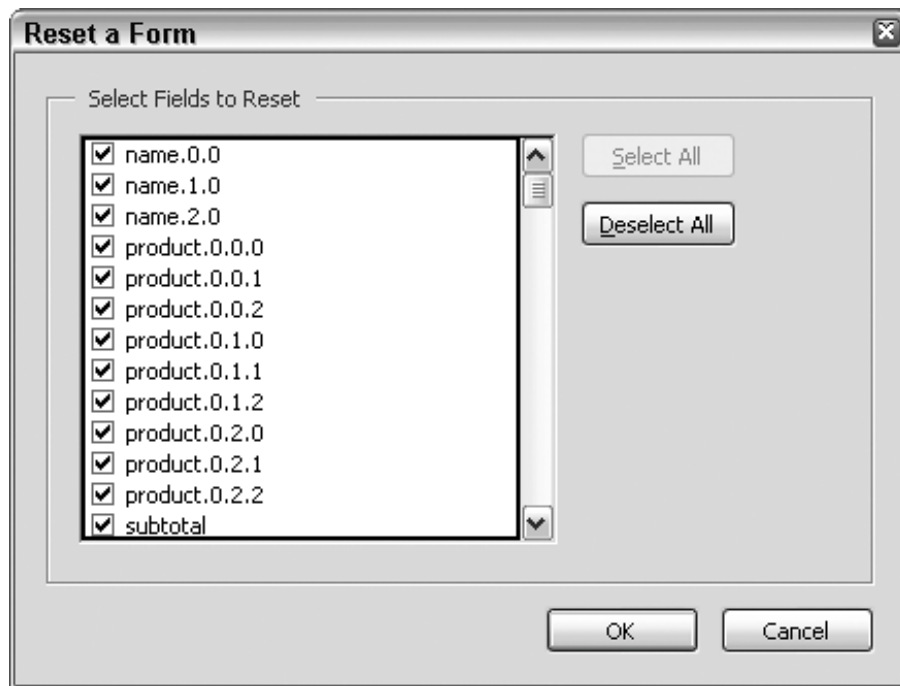 Reset a Form
Select Fields to Reset
name.0.0
name.1.0
name.2.0
product.0.0.0
product.0.0.1
product.0.0.2
product.0.1.0
product.0.1.1
product.0.1.2
product.0.2.0
product.0.2.1
product.0.2.2
subtotal
Select All
Deselect All
OK
Cancel